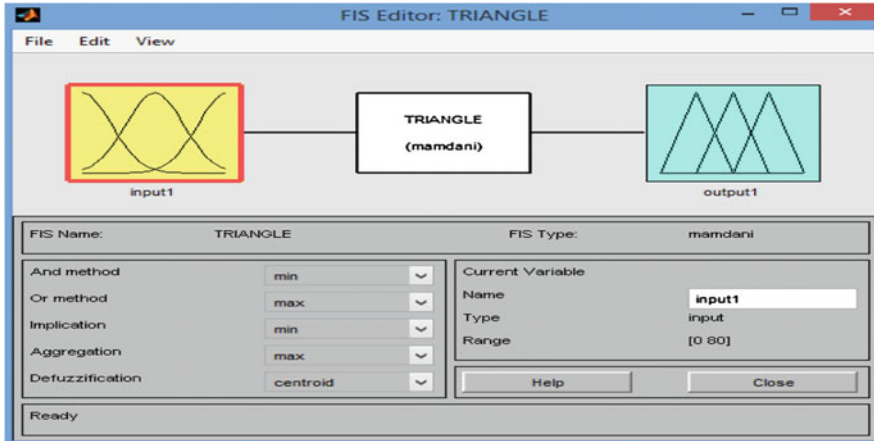 FIS Editor: TRIANGLE
File Edit View
TRIANGLE
(mamdani)
input1
output1
FIS Name: TRIANGLE FIS Type: mamdani
And method min
Or method max
Implication min
Aggregation max
Defuzzification centroid
Current Variable
Name input1
Type input
Range [0 80]
Help Close
Ready